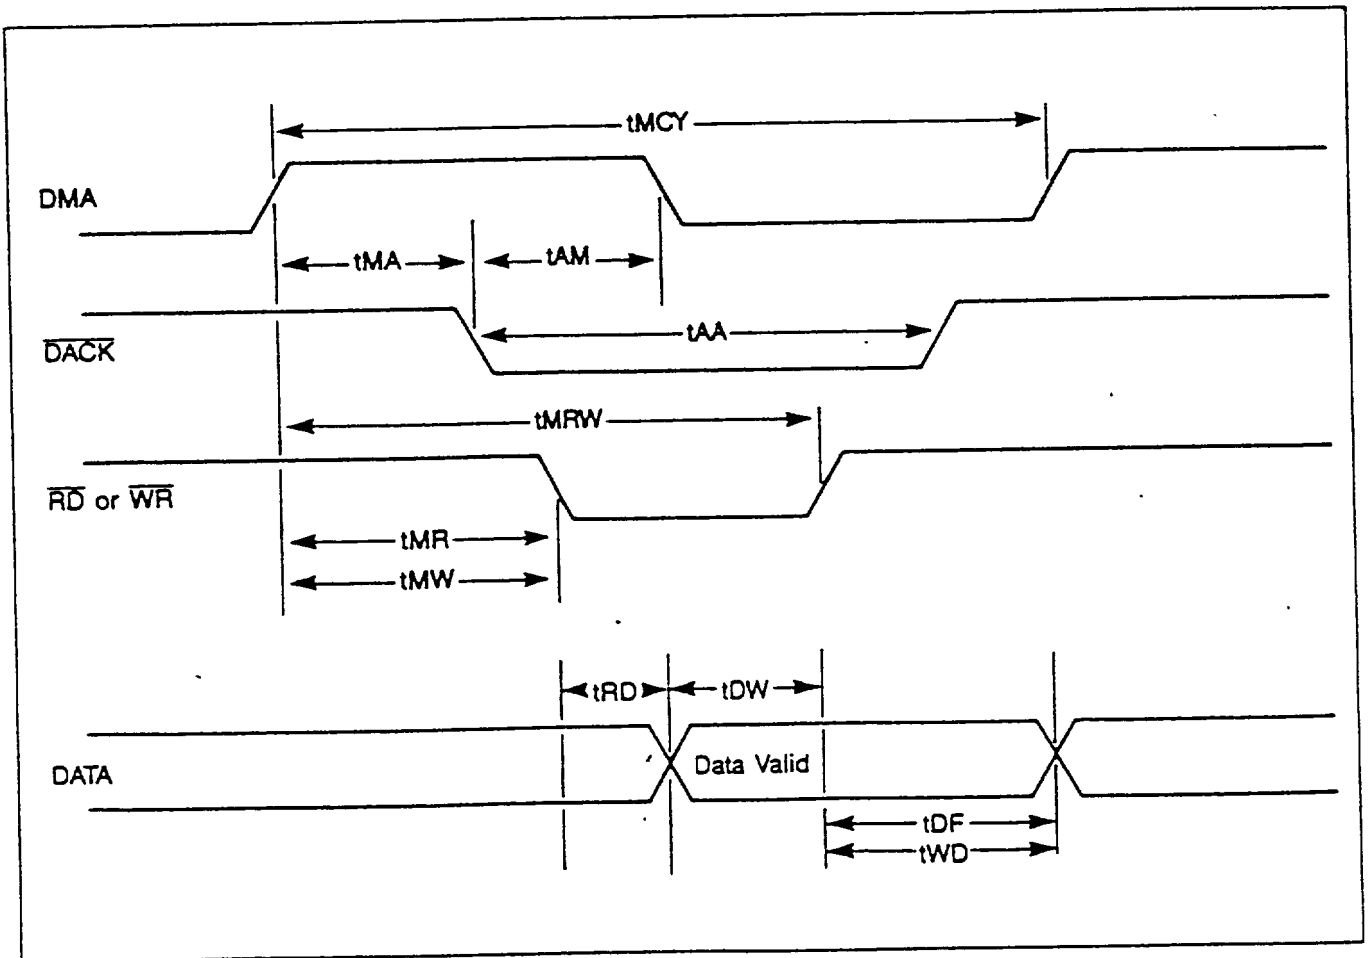 tMCY
DMA
tMA
tAM
DACK
tAA
tMRW
RD or WR
tMR
tMW
tRD
tDW
DATA
Data Valid
tDF
tWD